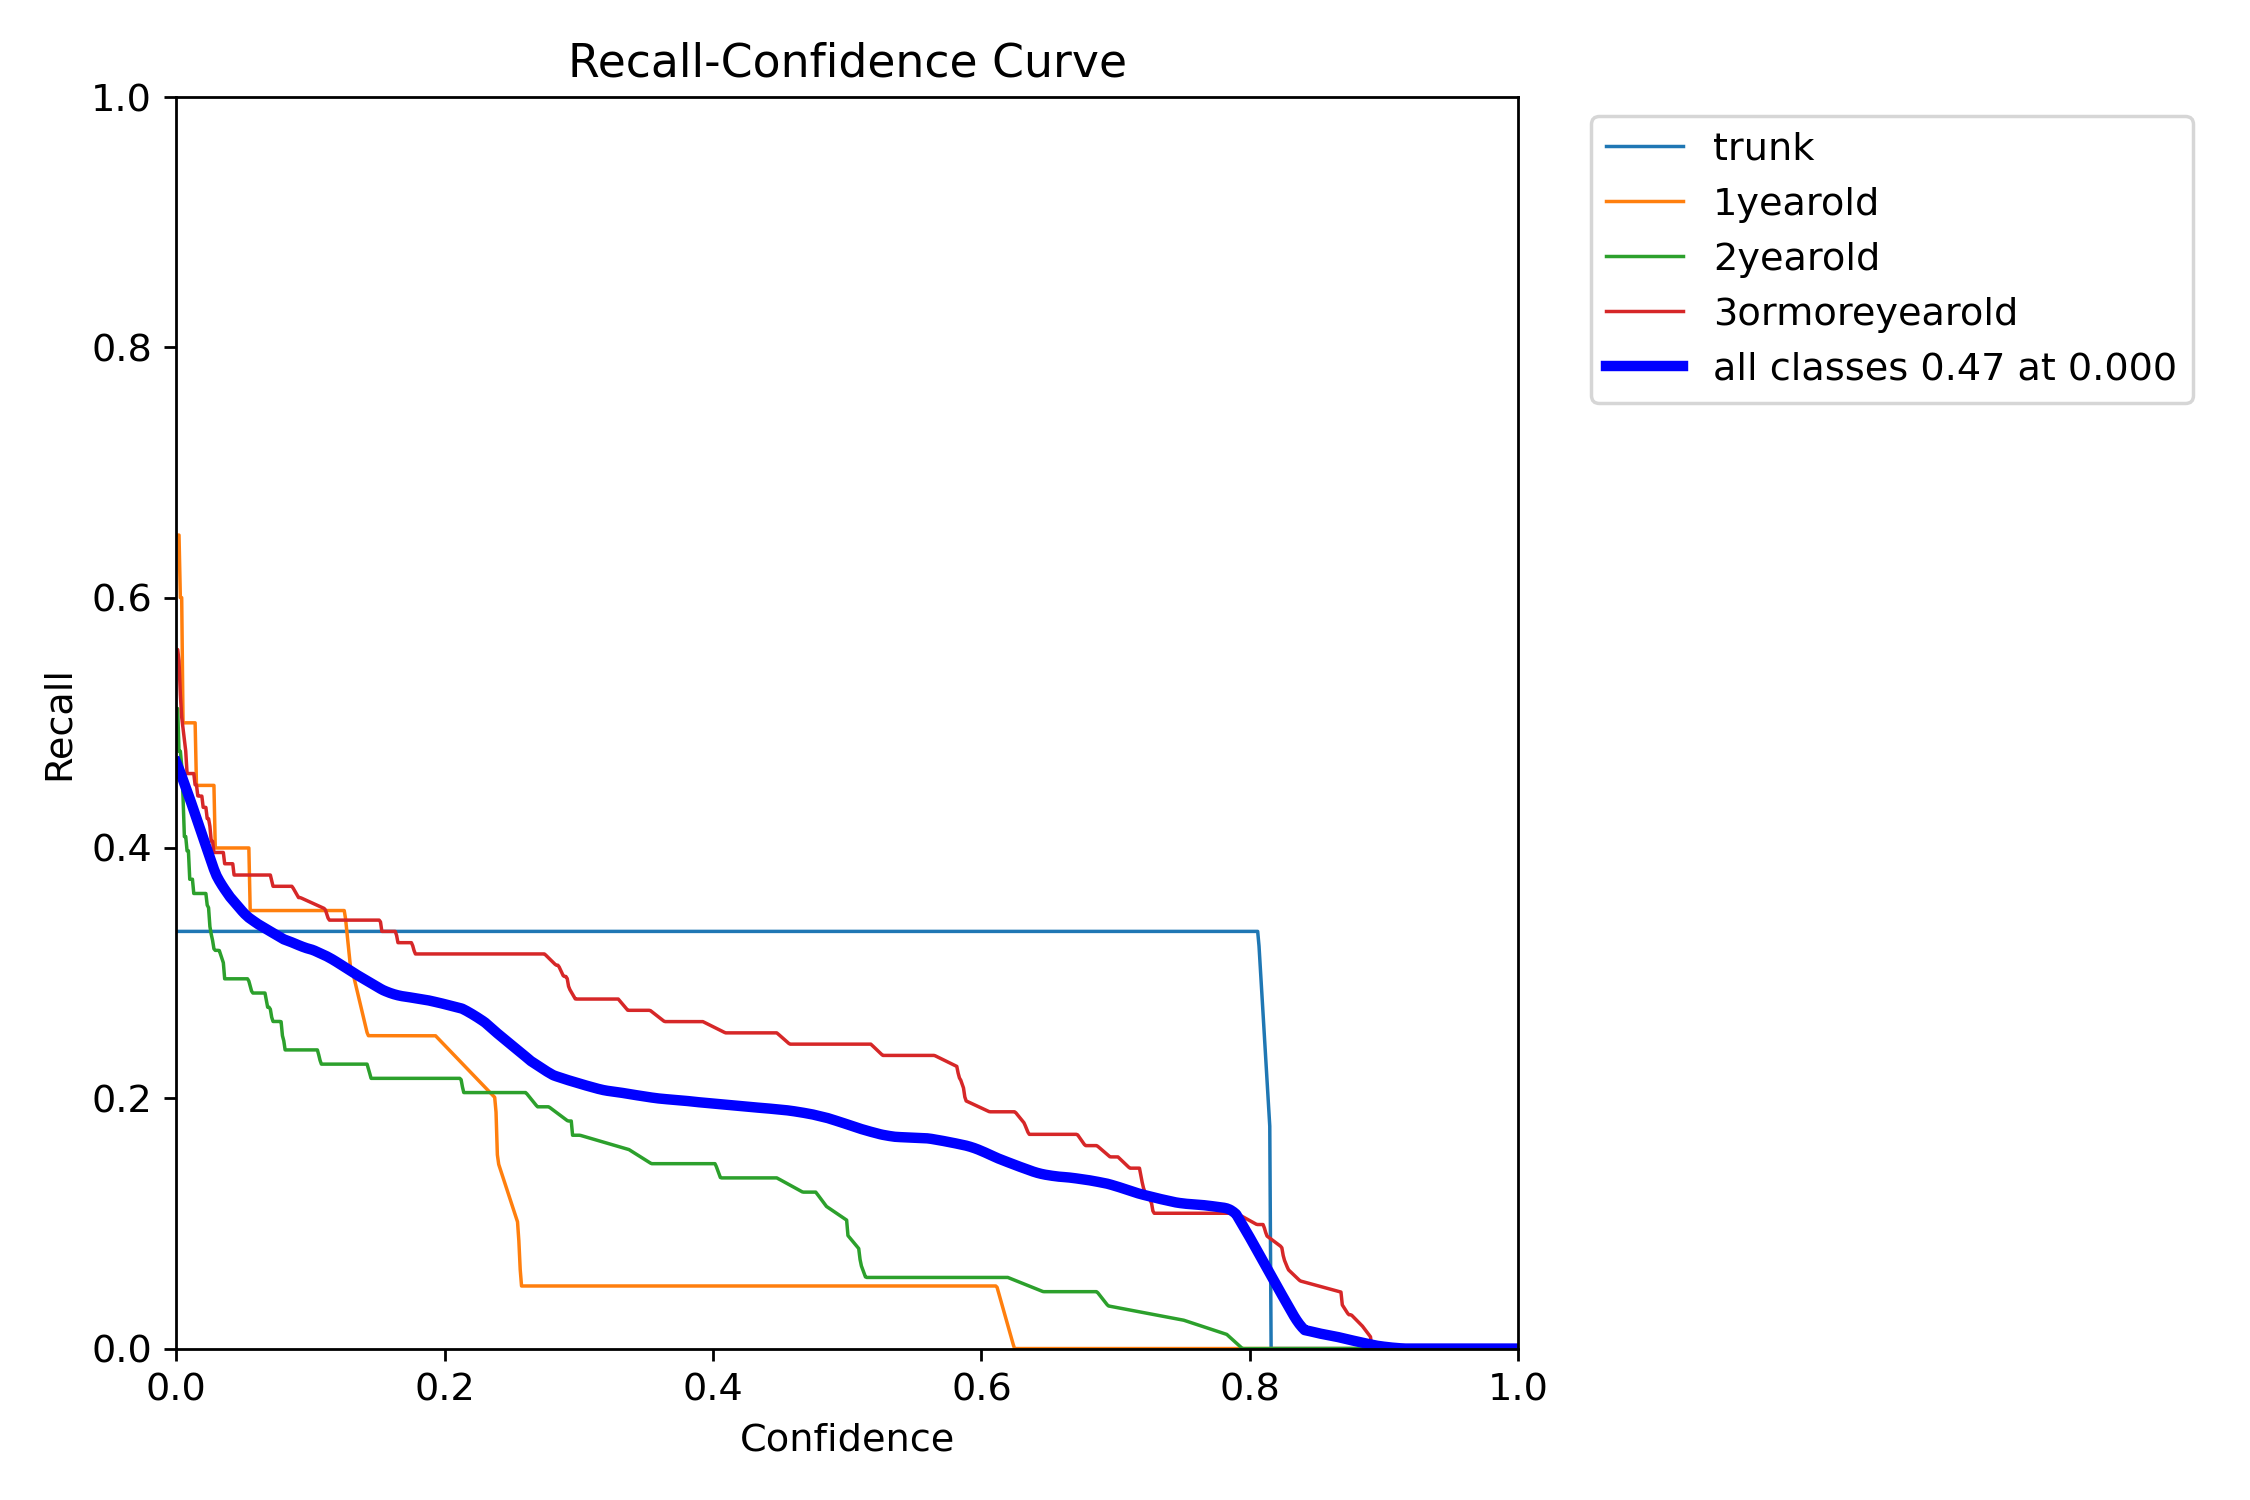 Recall-Confidence Curve
1.0
0.8
0.6
0.4
0.2
0.0
Recall
0.0 0.2 0.4 0.6 0.8 1.0
Confidence
trunk
1yearold
2yearold
3ormoreyearold
all classes 0.47 at 0.000